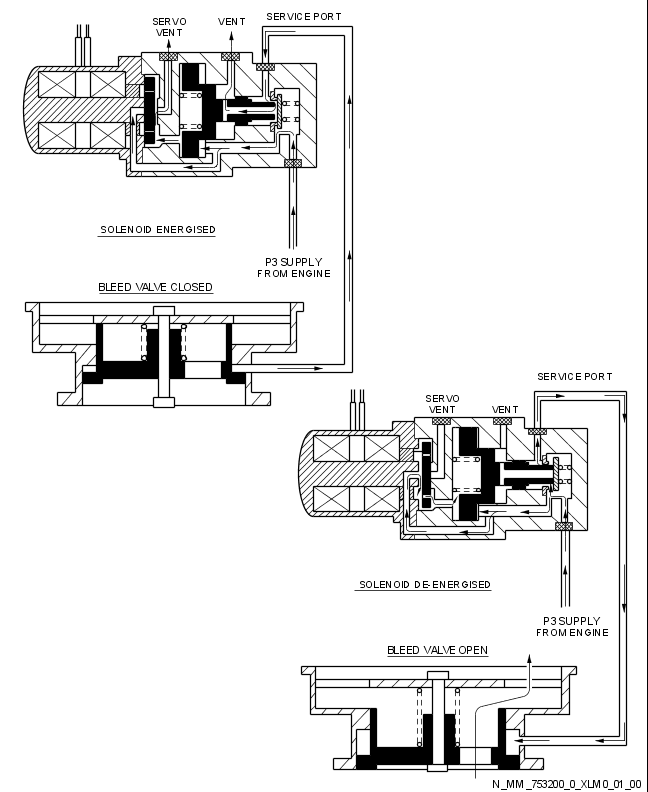 SERVICE PORT
SERVO
VENT
VENT
SOLENOID ENERGISED
P3 SUPPLY
FROM ENGINE
BLEED VALVE CLOSED
SERVICE PORT
SERVO
VENT
VENT
SOLENOID DE-ENERGISED
P3 SUPPLY
FROM ENGINE
BLEED VALVE OPEN
N_MM_753200_0_XLM0_01_00